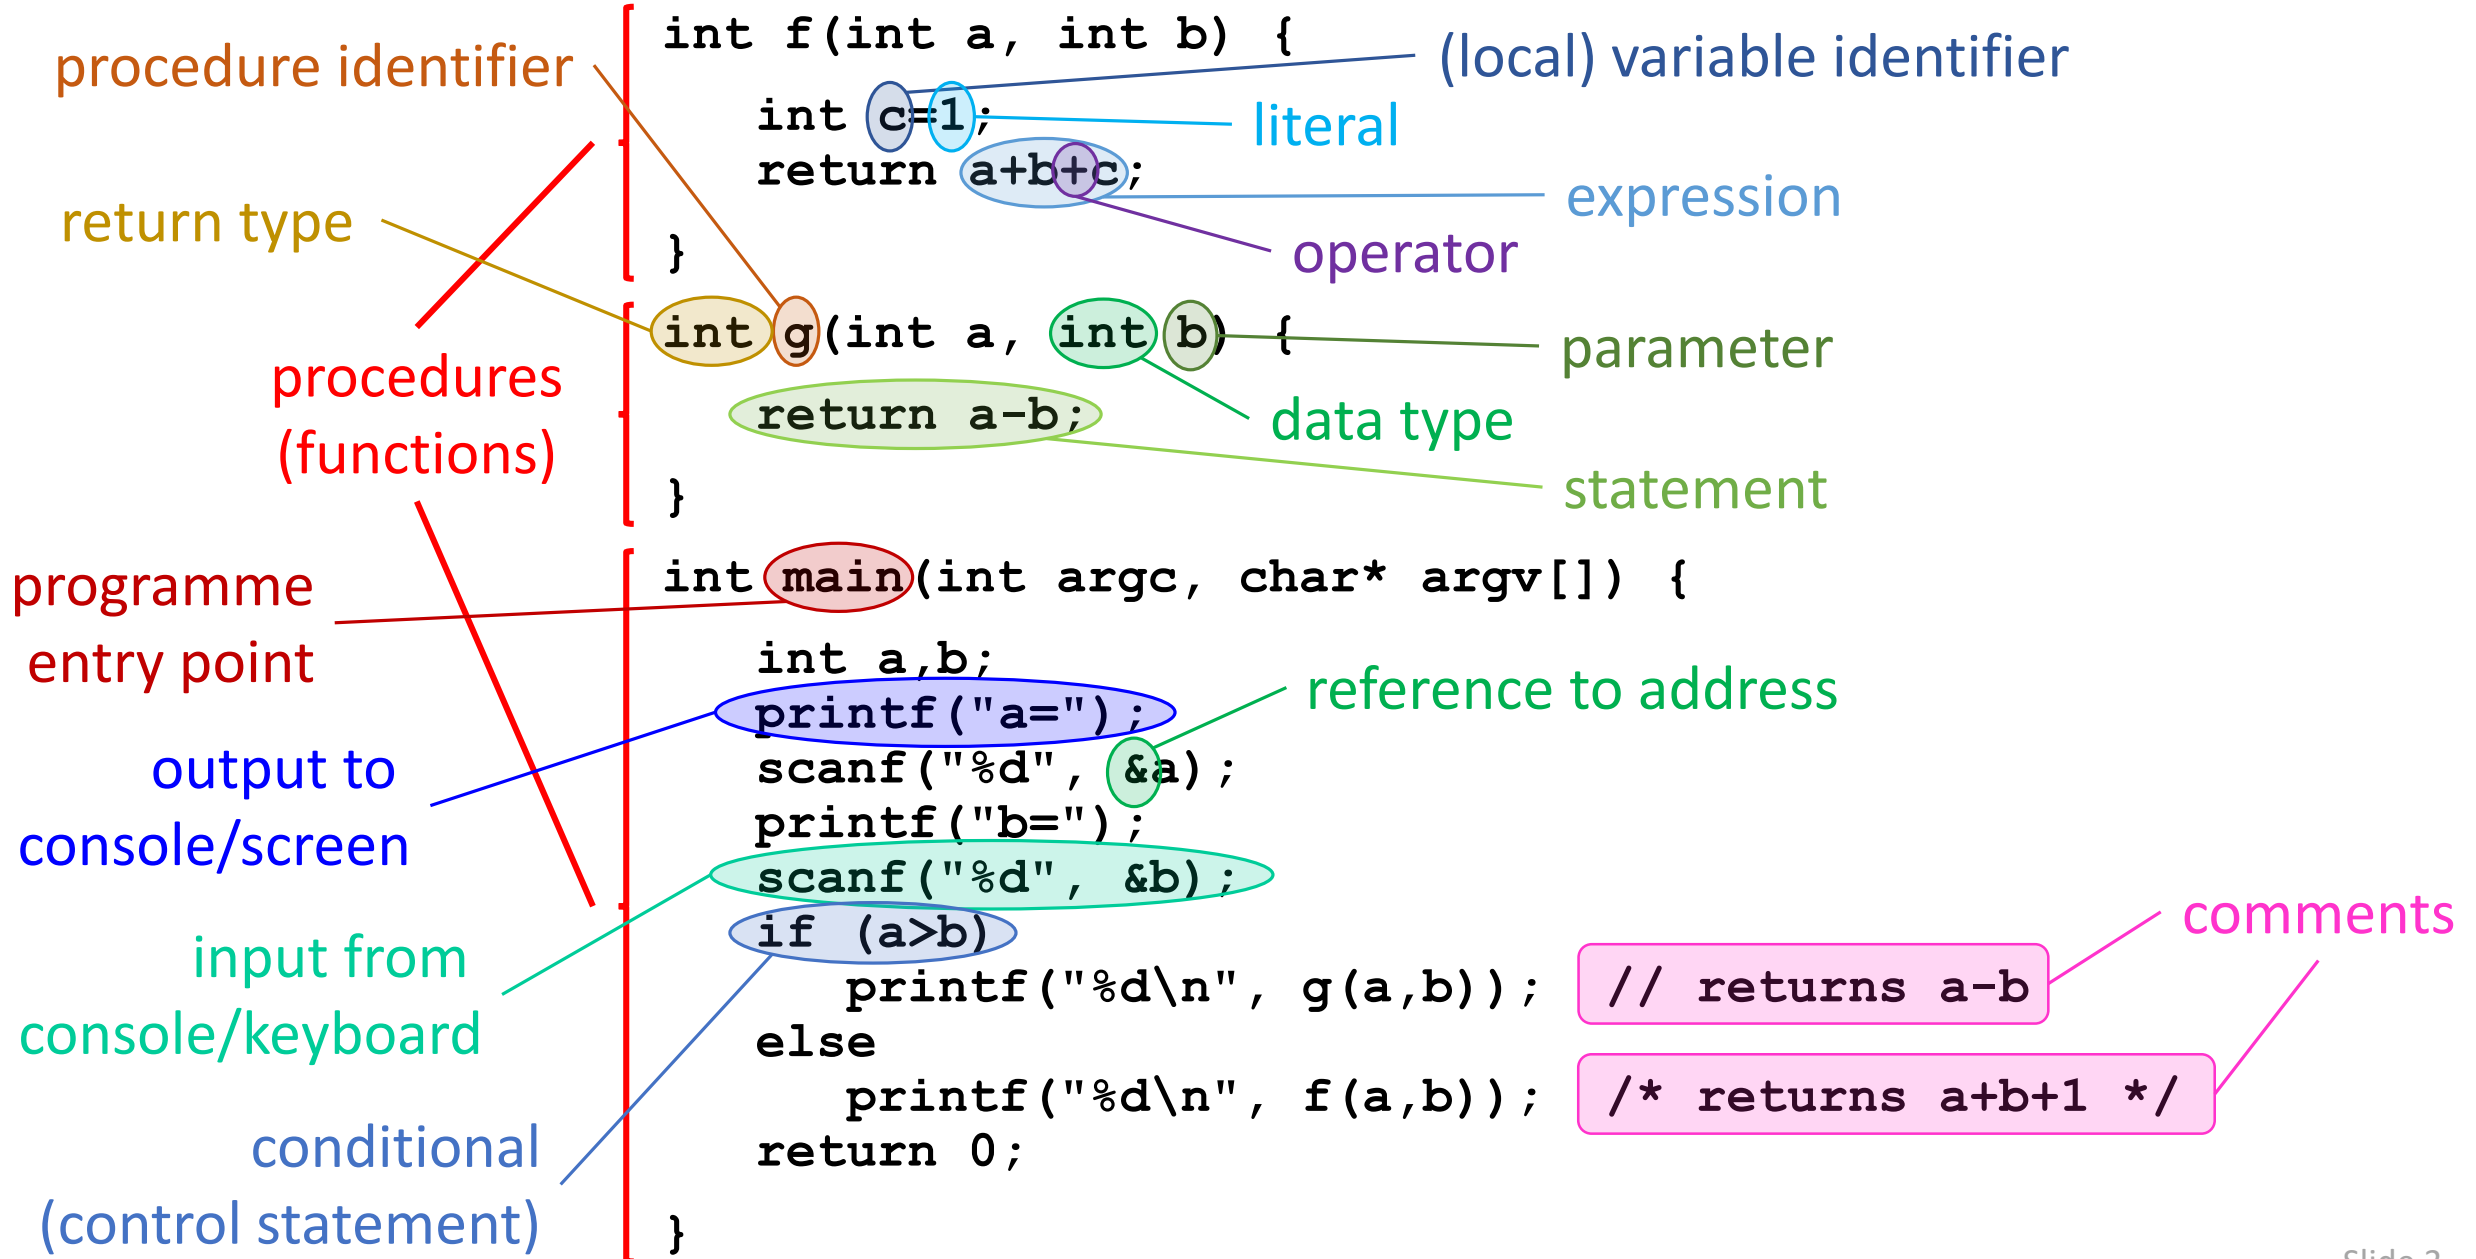 int f(int a, int b) {
procedure identifier
(local) variable identifier
int c=1;
literal
return a+b+c;
expression
return type
operator
}
int g(int a, int b) {
parameter
procedures
(functions)
return a-b;
data type
statement
}
programme
entry point
int main(int argc, char* argv[]) {
int a,b;
reference to address
printf("a=");
output to
console/screen
scanf("%d", &a);
printf("b=");
scanf("%d", &b);
input from
console/keyboard
if (a>b)
comments
printf("%d\n", g(a,b)); // returns a-b
else
printf("%d\n", f(a,b)); /* returns a+b+1 */
conditional
(control statement)
return 0;
}
Slide 2